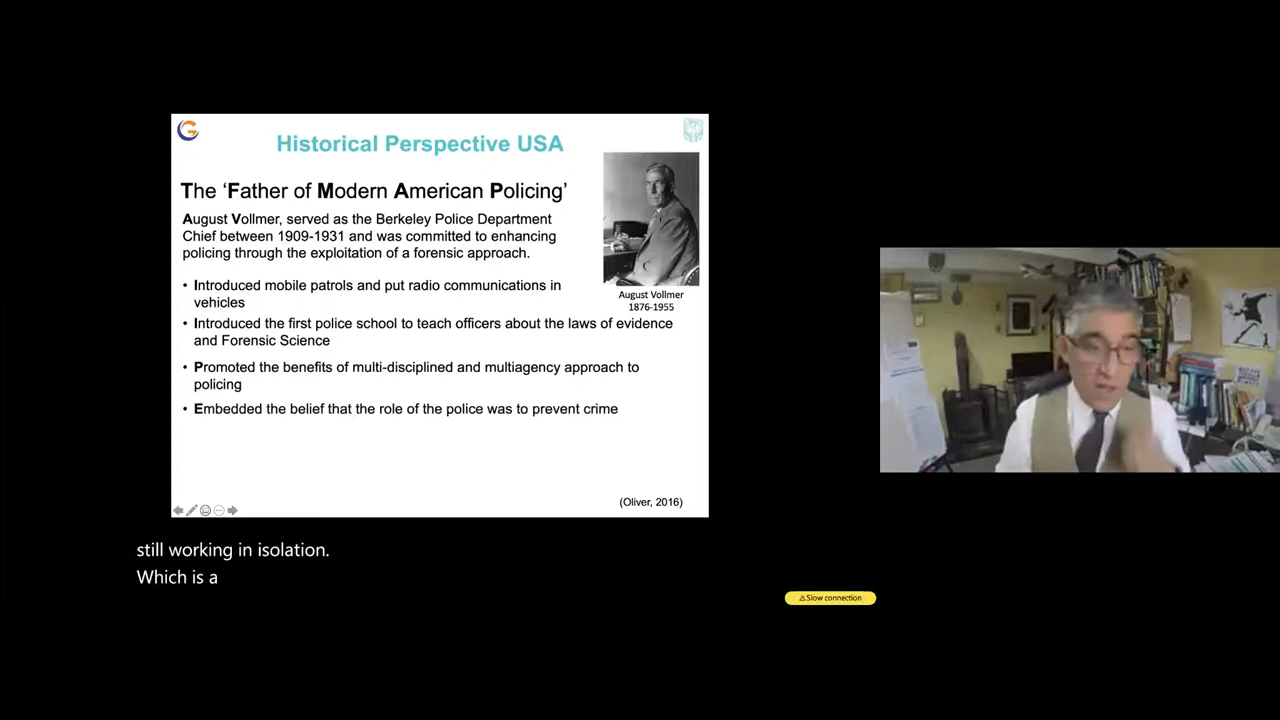 Historical Perspective USA
The ‘Father of Modern American Policing’
August Vollmer, served as the Berkeley Police Department
Chief between 1909-1931 and was committed to enhancing
policing through the exploitation of a forensic approach.
• Introduced mobile patrols and put radio communications in
vehicles
August Vollmer
1876-1955
• Introduced the first police school to teach officers about the laws of evidence
and Forensic Science
• Promoted the benefits of multi-disciplined and multiagency approach to
policing
• Embedded the belief that the role of the police was to prevent crime
(Oliver, 2016)
still working in isolation.
Which is a
⚠Slow connection